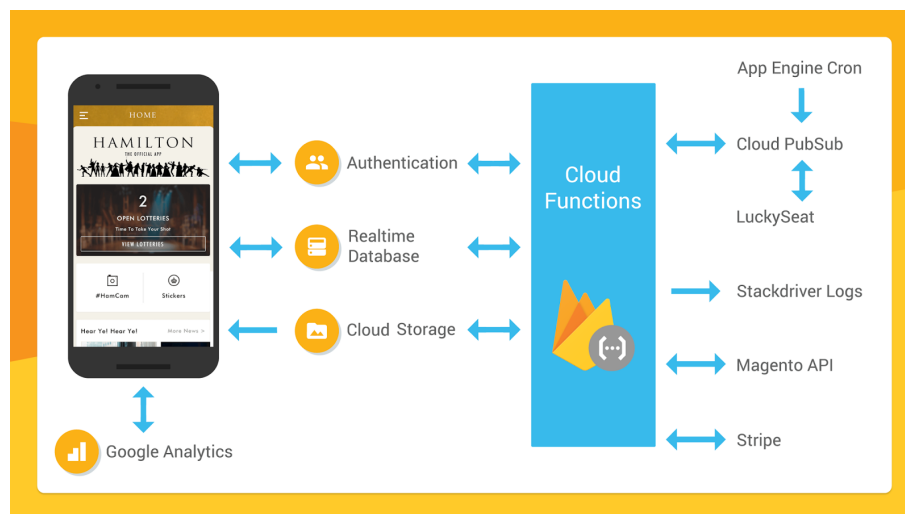 HOME
HAMILTON
THE OFFICIAL APP
2
OPEN LOTTERIES
Time To Take Your Shot
VIEW LOTTERIES
#HamCam
Stickers
Hear Ye! Hear Ye!
More News >
Google Analytics
Authentication
Realtime
Database
Cloud Storage
Cloud
Functions
App Engine Cron
Cloud PubSub
LuckySeat
Stackdriver Logs
Magento API
Stripe